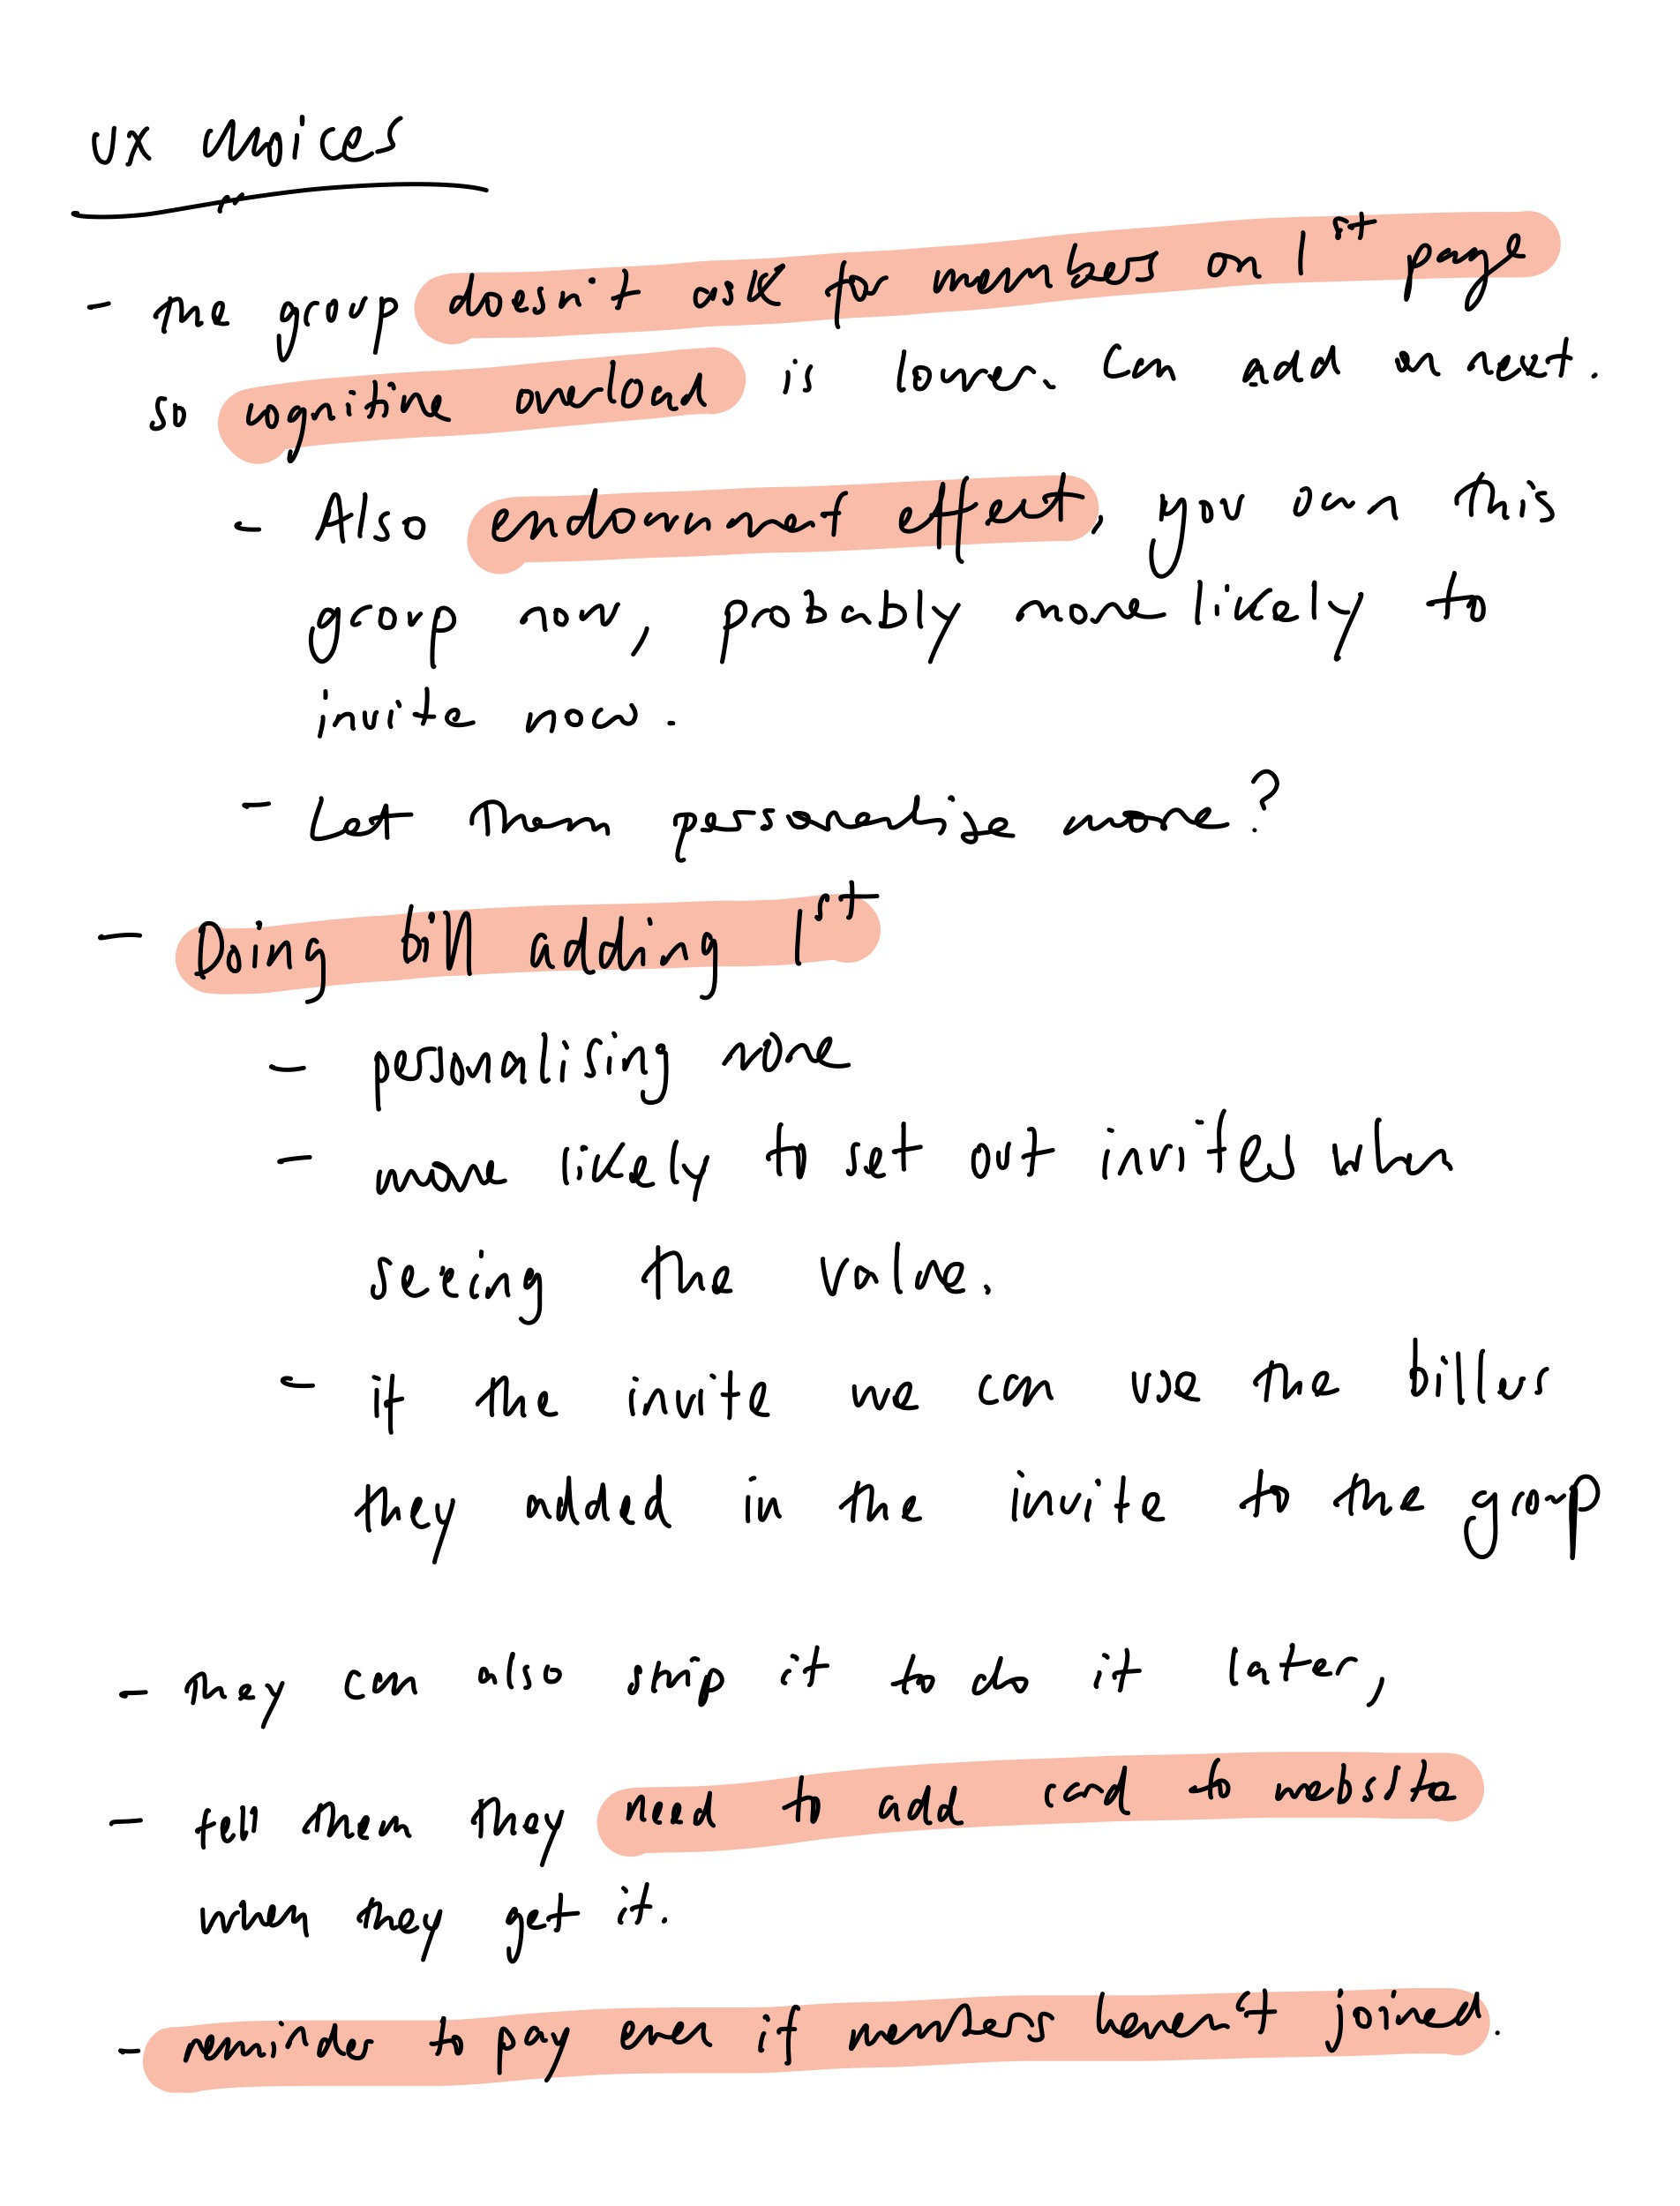 UX choices
- The group doesn't ask for members on 1st page
so cognitive overload is lower. Can add on next.
- Also endownmet effect, you own this
group now, probably more likely to
invite now.
- Let them personalise more?
- Doing bill adding 1st
- personalising more
- more likely to set out invites when
seeing the value.
- if the invite we can use the billers
they added in the invite to the group
- They can also skip it to do it later,
- tell them they need to add card to website
when they get it.
- reminder to pay even if members haven't joined.